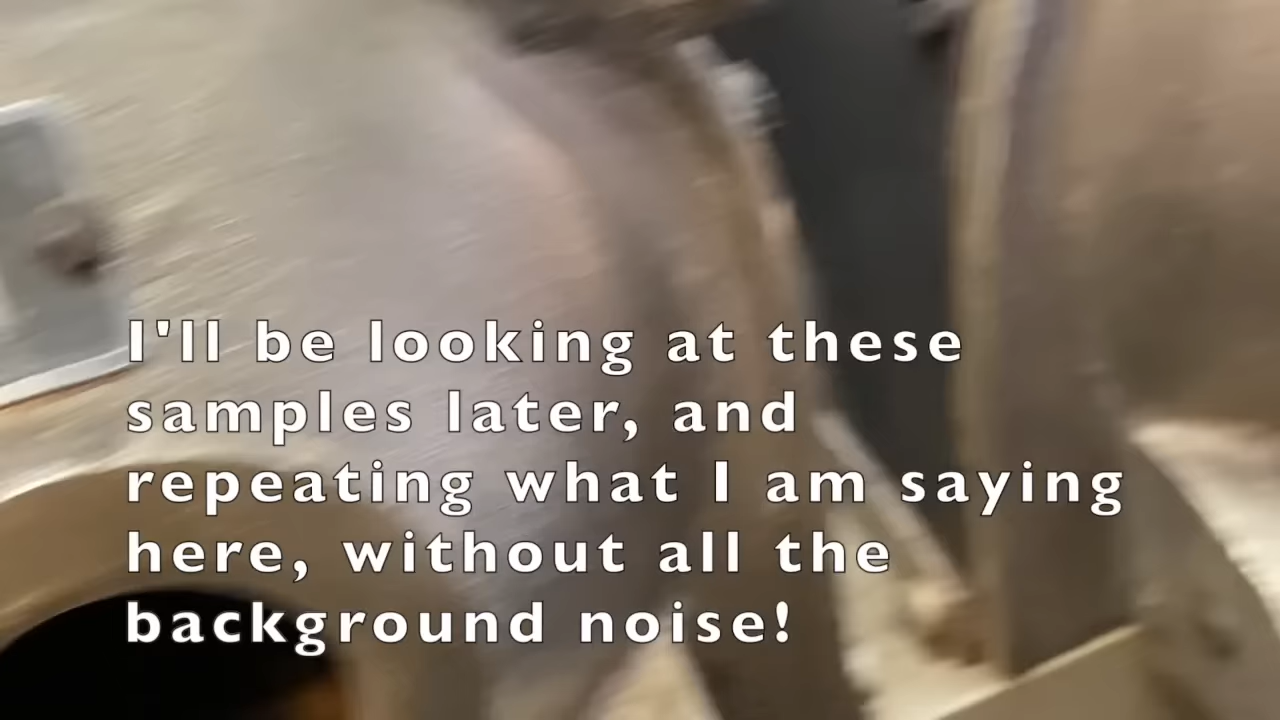 I'll be looking at these
samples later, and
repeating what I am saying
here, without all the
background noise!